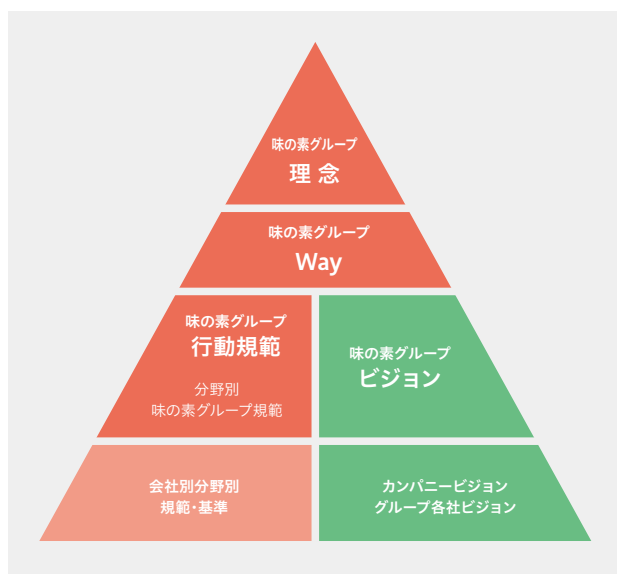 味の素グループ
理念
味の素グループ
Way
味の素グループ
行動規範
分野別
味の素グループ規範
味の素グループ
ビジョン
会社別分野別
規範・基準
カンパニービジョン
グループ各社ビジョン